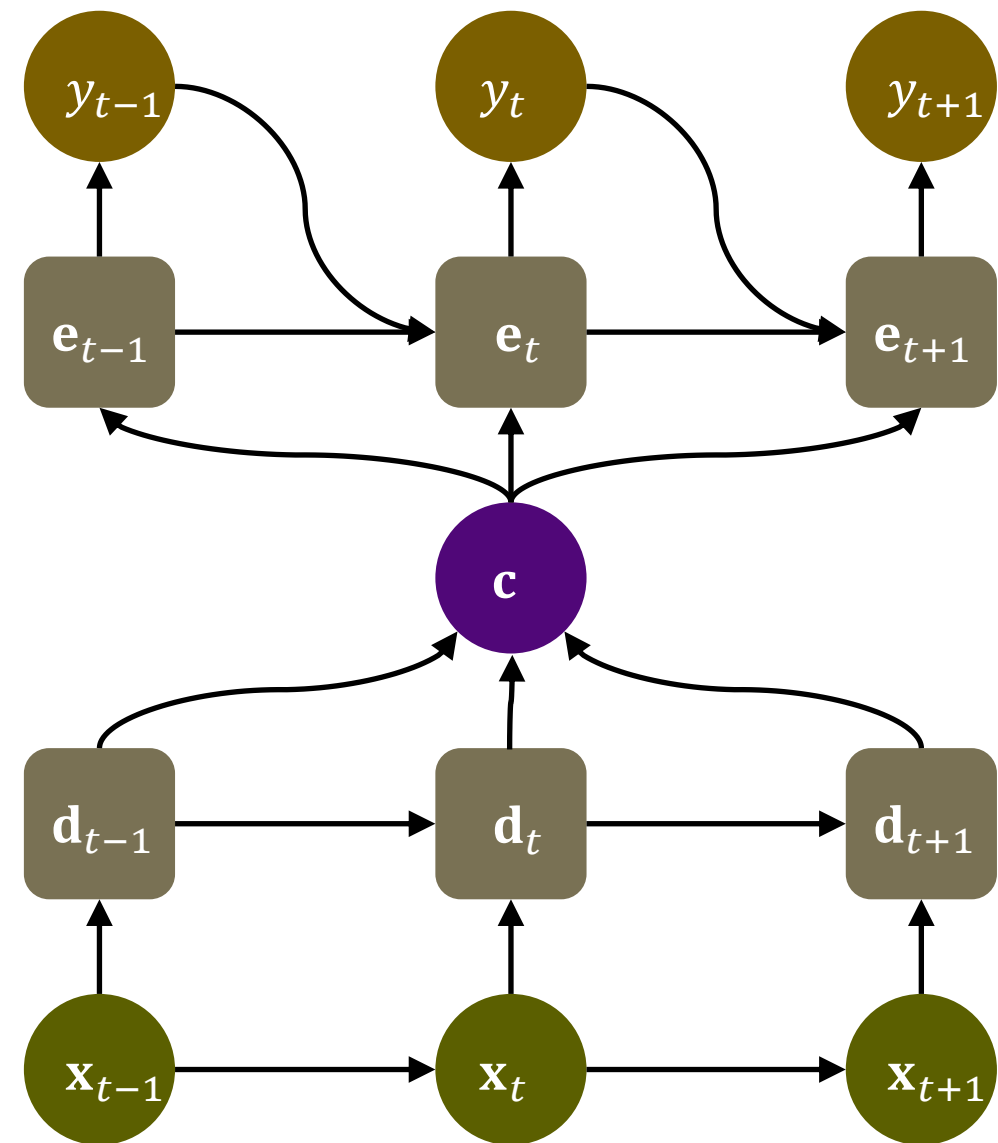 y_{t−1} y_t y_{t+1}
e_{t−1} e_t e_{t+1}
c
d_{t−1} d_t d_{t+1}
x_{t−1} x_t x_{t+1}